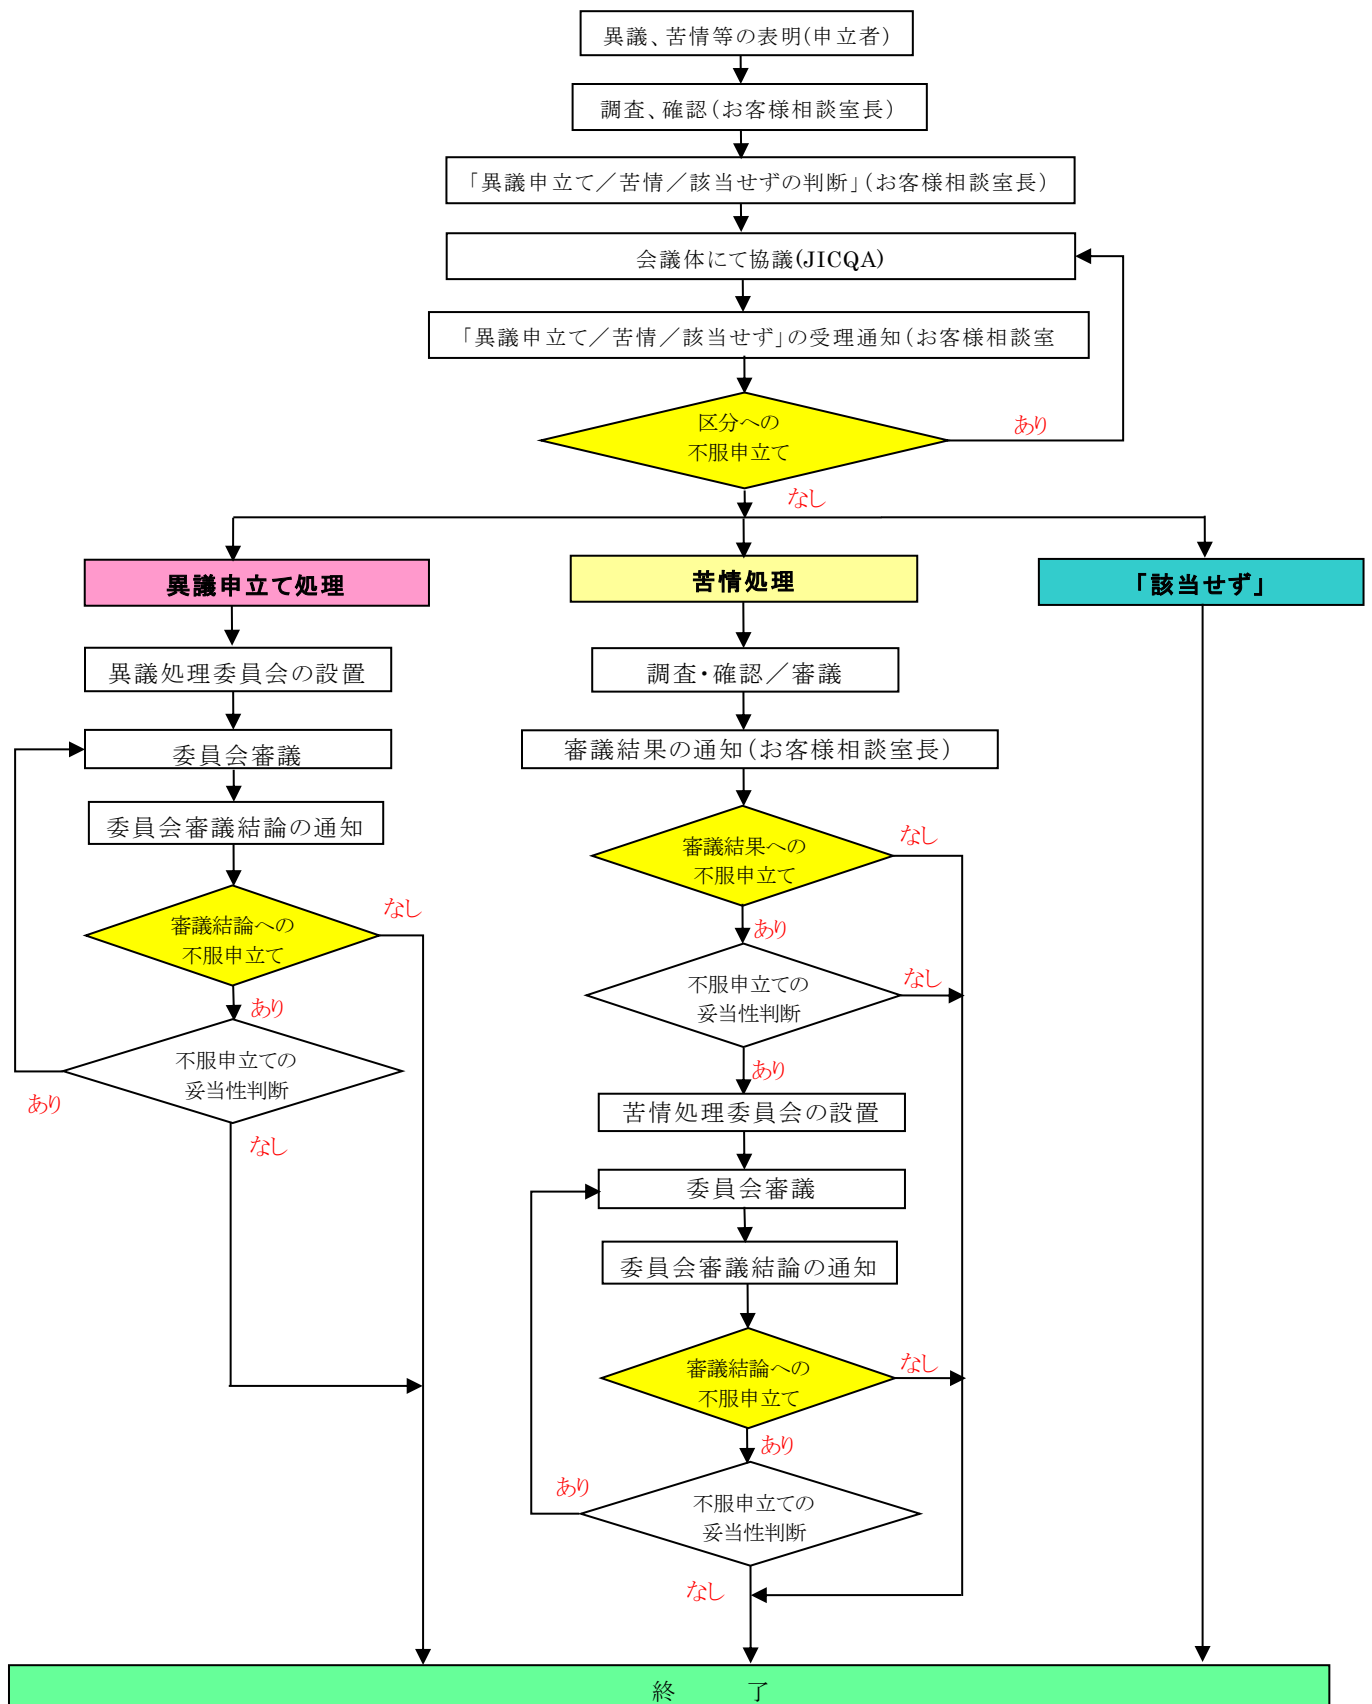 異議、苦情等の表明(申立者)
調査、確認(お客様相談室長)
「異議申立て／苦情／該当せずの判断」(お客様相談室長)
会議体にて協議(JICQA)
「異議申立て／苦情／該当せず」の受理通知(お客様相談室
区分への
不服申立て
あり
なし
異議申立て処理
苦情処理
「該当せず」
異議処理委員会の設置
委員会審議
委員会審議結論の通知
審議結論への
不服申立て
なし
あり
不服申立ての
妥当性判断
あり
なし
調査・確認／審議
審議結果の通知(お客様相談室長)
審議結果への
不服申立て
なし
あり
不服申立ての
妥当性判断
なし
あり
苦情処理委員会の設置
委員会審議
委員会審議結論の通知
審議結論への
不服申立て
なし
あり
不服申立ての
妥当性判断
あり
なし
終　了